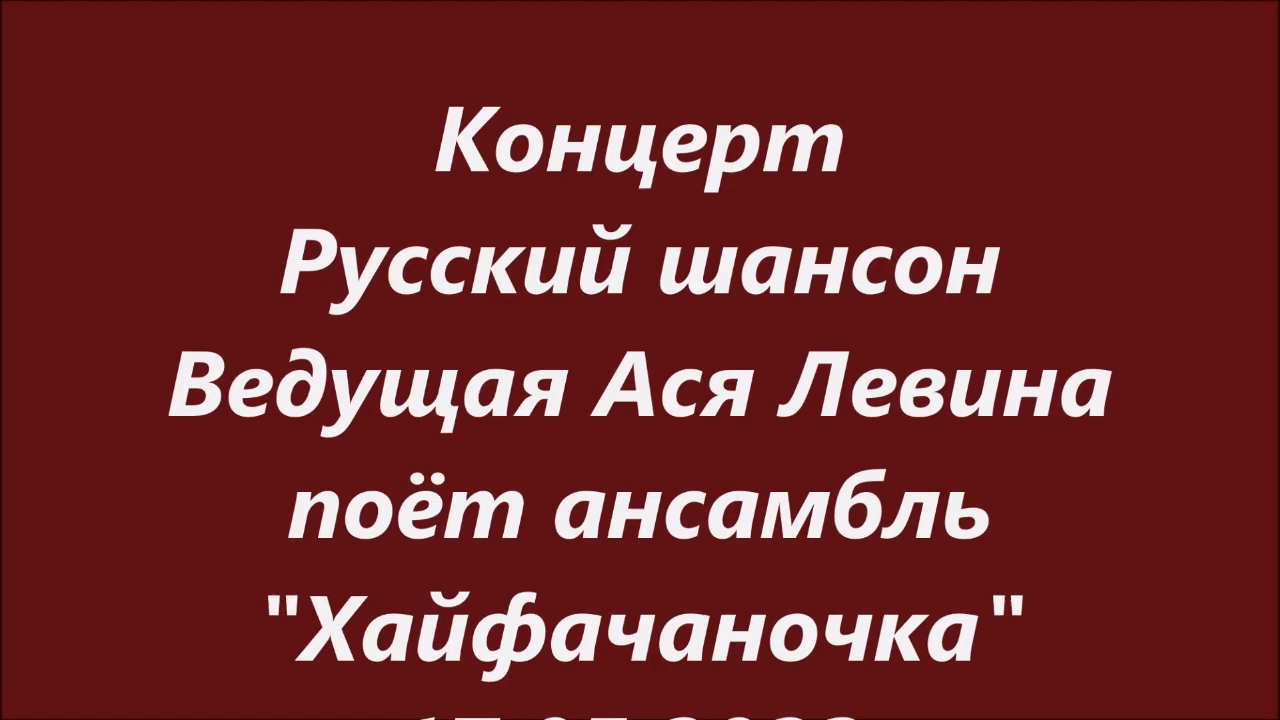 Концерт
Русский шансон
Ведущая Ася Левина
поёт ансамбль
"Хайфачаночка"